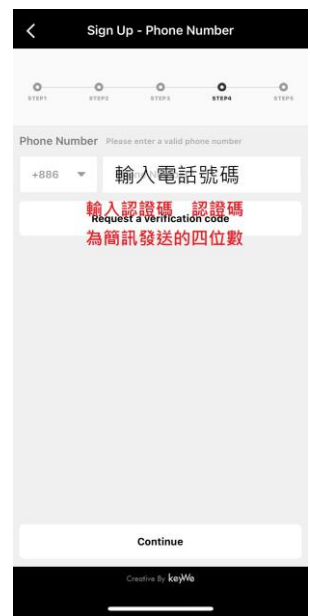 Sign Up - Phone Number
STEP1 STEP2 STEP3 STEP4 STEP5
Phone Number Please enter a valid phone number
+886 輸入電話號碼
輸入認證碼，認證碼
Request a verification code
為簡訊發送的四位數
Continue
Creative By keyWe